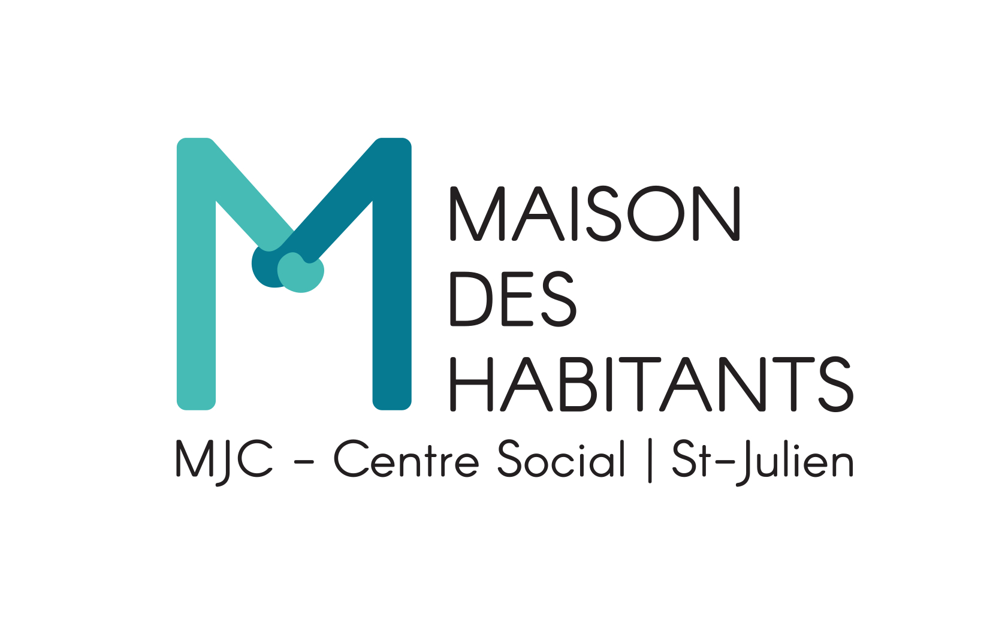 MAISON
DES
HABITANTS
MJC - Centre Social | St-Julien